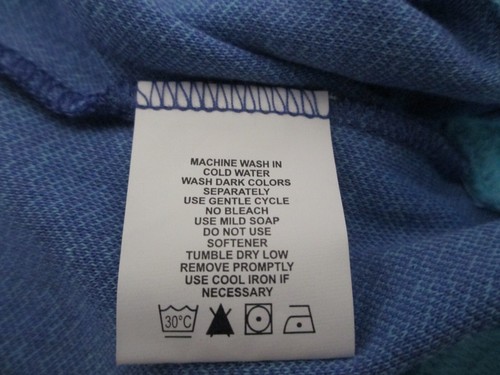 MACHINE WASH IN
COLD WATER
WASH DARK COLORS
SEPARATELY
USE GENTLE CYCLE
NO BLEACH
USE MILD SOAP
DO NOT USE
SOFTENER
TUMBLE DRY LOW
REMOVE PROMPTLY
USE COOL IRON IF
NECESSARY
30°C